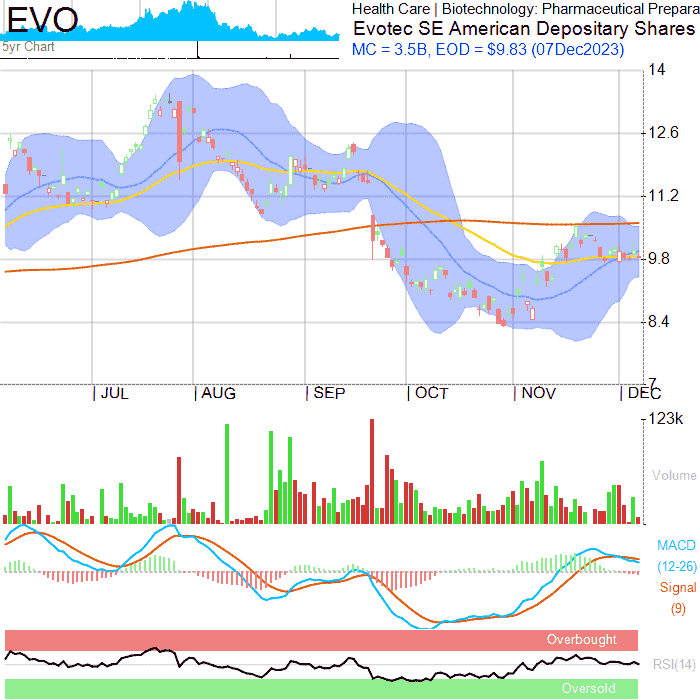 EVO
5yr Chart
Health Care | Biotechnology: Pharmaceutical Prepara
Evotec SE American Depositary Shares
MC = 3.5B, EOD = $9.83 (07Dec2023)
14
12.6
11.2
9.8
8.4
7
JUL AUG SEP OCT NOV DEC
123k
Volume
MACD
(12-26)
Signal
(9)
Overbought
RSI(14)
Oversold